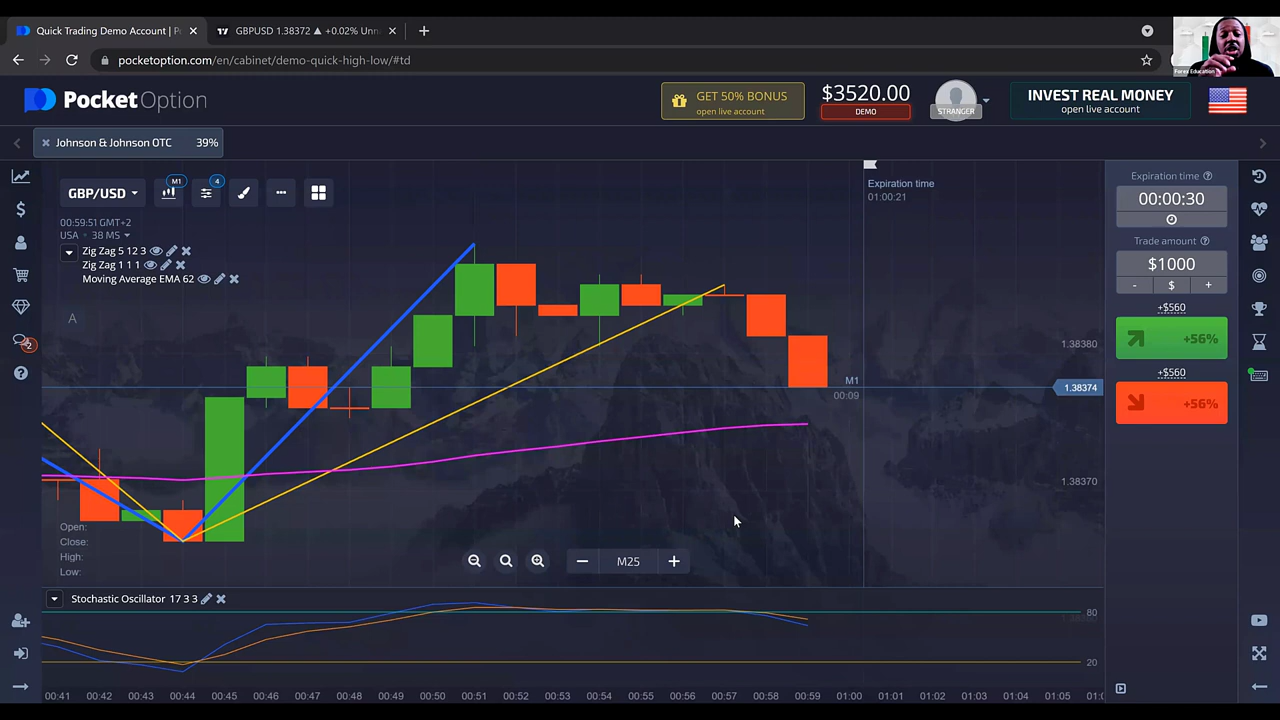 Quick Trading Demo Account | P
GBPUSD 1.38372 ▲ +0.02% Unn
pocketoption.com/en/cabinet/demo-quick-high-low/#td
Forex Education
PocketOption
GET 50% BONUS
open live account
$3520.00
DEMO
STRANGER
INVEST REAL MONEY
open live account
Johnson & Johnson OTC 39%
GBP/USD
M1
4
00:59:51 GMT+2
USA 38 MS
Zig Zag 5 12 3
Zig Zag 1 1 1
Moving Average EMA 62
A
Expiration time
01:00:21
Expiration time
00:00:30
Trade amount
$1000
- $ +
+$560
+56%
+$560
+56%
1.38380
M1
00:09
1.38374
1.38370
Open:
Close:
High:
Low:
M25
2
Stochastic Oscillator 17 3 3
80
20
00:41 00:42 00:43 00:44 00:45 00:46 00:47 00:48 00:49 00:50 00:51 00:52 00:53 00:54 00:55 00:56 00:57 00:58 00:59 01:00 01:01 01:02 01:03 01:04 01:05